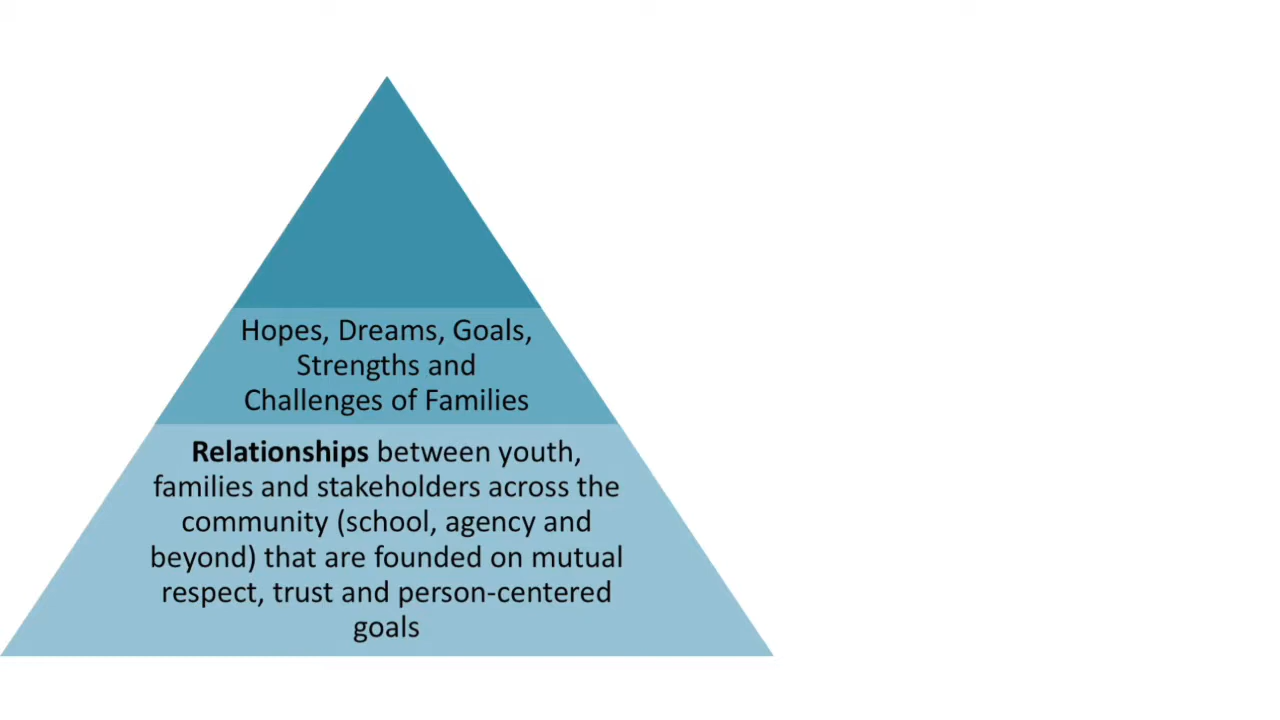 Hopes, Dreams, Goals,
Strengths and
Challenges of Families
Relationships between youth,
families and stakeholders across the
community (school, agency and
beyond) that are founded on mutual
respect, trust and person-centered
goals